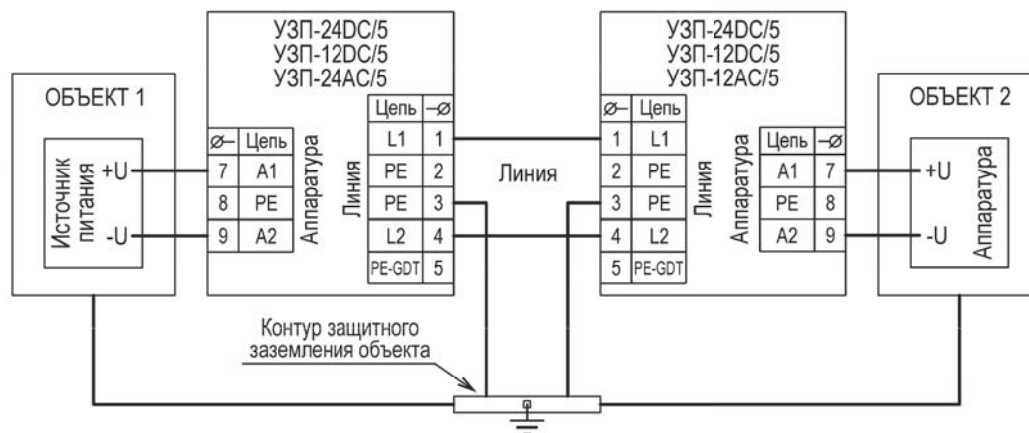 УЗП-24DC/5
УЗП-12DC/5
УЗП-24AC/5
УЗП-24DC/5
УЗП-12DC/5
УЗП-12AC/5
ОБЪЕКТ 1
Источник
питания
+U
-U
Ø– Цепь
7 A1
8 PE
9 A2
Аппаратура
Линия
Цепь –Ø
L1 1
PE 2
PE 3
L2 4
PE-GDT 5
Линия
Ø– Цепь
1 L1
2 PE
3 PE
4 L2
5 PE-GDT
Линия
Аппаратура
Цепь –Ø
A1 7
PE 8
A2 9
ОБЪЕКТ 2
+U
-U
Аппаратура
Контур защитного
заземления объекта